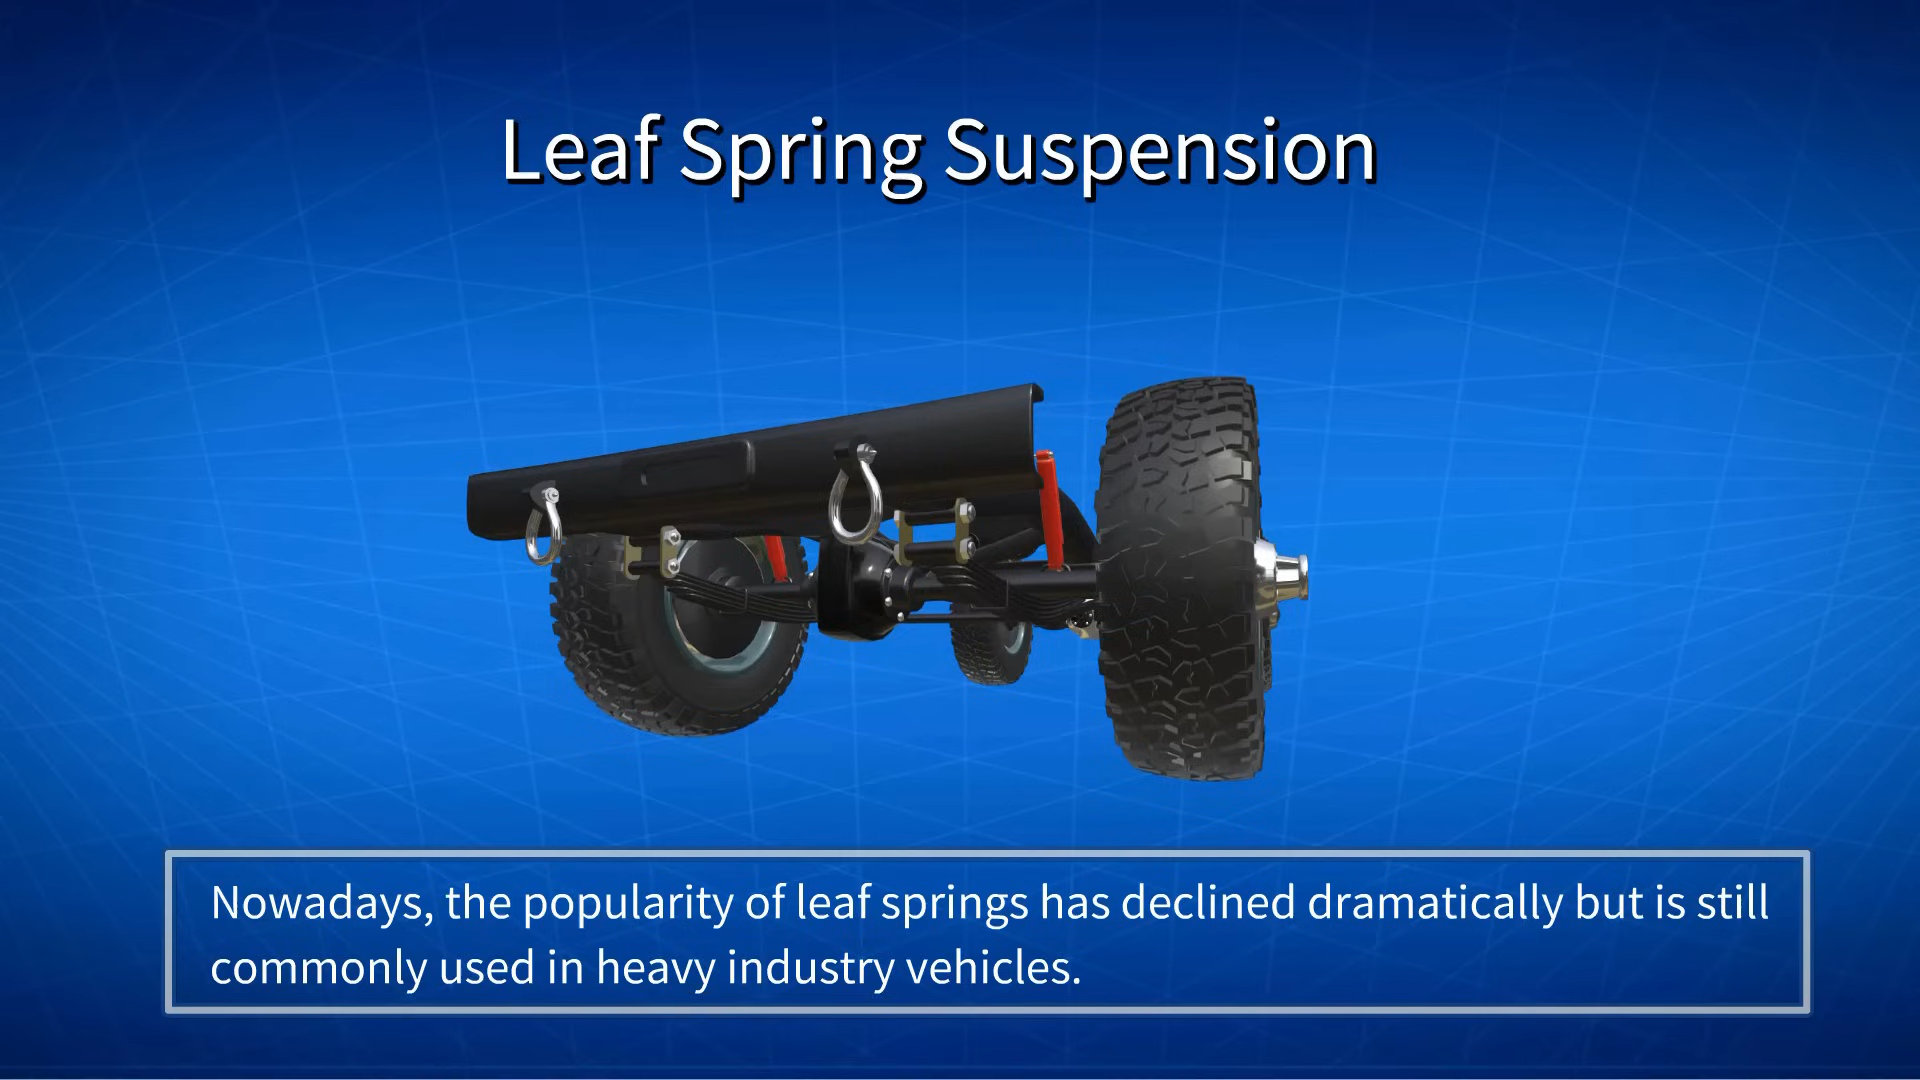 Leaf Spring Suspension
Nowadays, the popularity of leaf springs has declined dramatically but is still
commonly used in heavy industry vehicles.